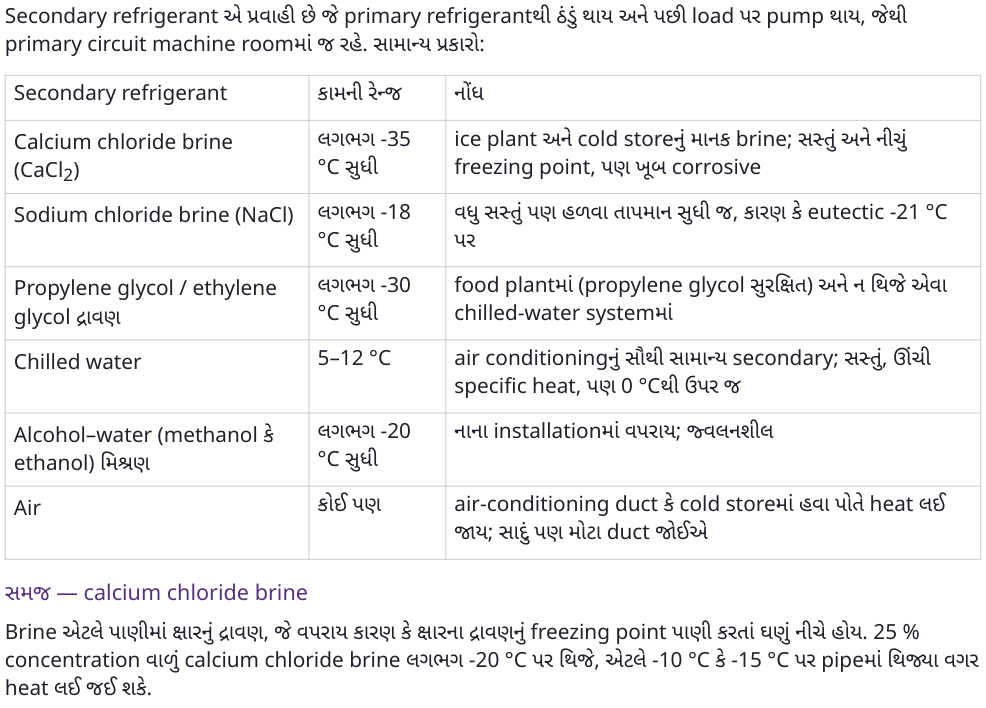 Secondary refrigerant એ પ્રવાહી છે જે primary refrigerantથી ઠંડું થાય અને પછી load પર pump થાય, જેથી
primary circuit machine roomમાં જ રહે. સામાન્ય પ્રકારો:
Secondary refrigerant કામની રેન્જ નોંધ
Calcium chloride brine લગભગ -35 ice plant અને cold storeનું માનક brine; સસ્તું અને નીચું
(CaCl₂) °C સુધી freezing point, પણ ખૂબ corrosive
Sodium chloride brine (NaCl) લગભગ -18 વધુ સસ્તું પણ હળવા તાપમાન સુધી જ, કારણ કે eutectic -21 °C
°C સુધી પર
Propylene glycol / ethylene લગભગ -30 food plantમાં (propylene glycol સુરક્ષિત) અને ન થિજે એવા
glycol દ્રાવણ °C સુધી chilled-water systemમાં
Chilled water 5–12 °C air conditioningનું સૌથી સામાન્ય secondary; સસ્તું, ઊંચી
specific heat, પણ 0 °Cથી ઉપર જ
Alcohol–water (methanol કે લગભગ -20 નાના installationમાં વપરાય; જ્વલનશીલ
ethanol) મિશ્રણ °C સુધી
Air કોઈ પણ air-conditioning duct કે cold storeમાં હવા પોતે heat લઈ
જાય; સાદું પણ મોટા duct જોઈએ
સમજ — calcium chloride brine
Brine એટલે પાણીમાં ક્ષારનું દ્રાવણ, જે વપરાય કારણ કે ક્ષારના દ્રાવણનું freezing point પાણી કરતાં ઘણું નીચે હોય. 25 %
concentration વાળું calcium chloride brine લગભગ -20 °C પર થિજે, એટલે -10 °C કે -15 °C પર pipeમાં થિજ્યા વગર
heat લઈ જઈ શકે.